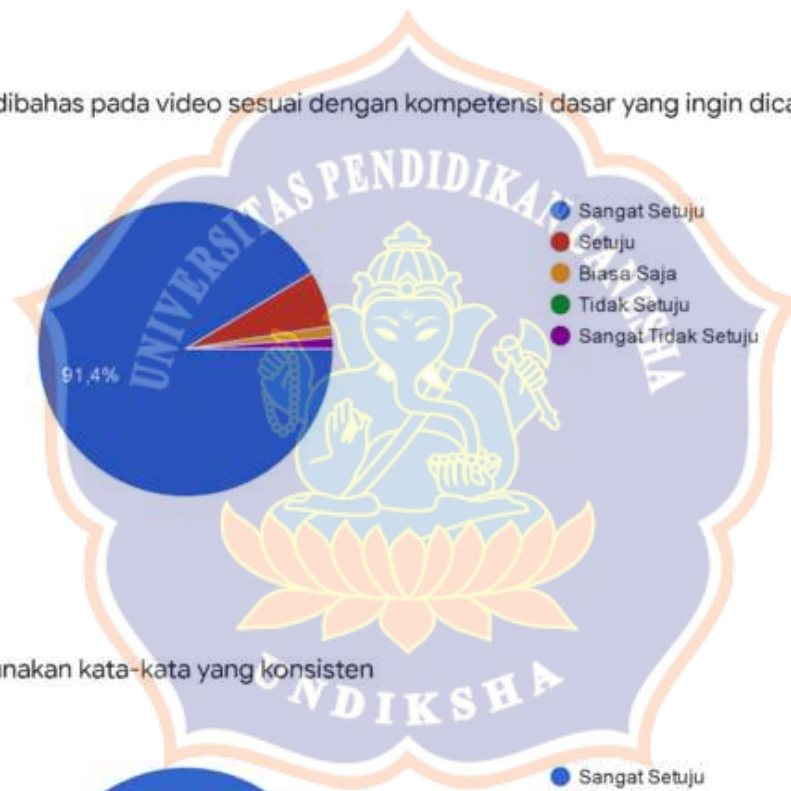 dibahas pada video sesuai dengan kompetensi dasar yang ingin dica
UNIVERSITAS PENDIDIKAN GANESHA
Sangat Setuju
Setuju
Biasa Saja
Tidak Setuju
Sangat Tidak Setuju
91,4%
unakan kata-kata yang konsisten
UNDIKSHA
Sangat Setuju